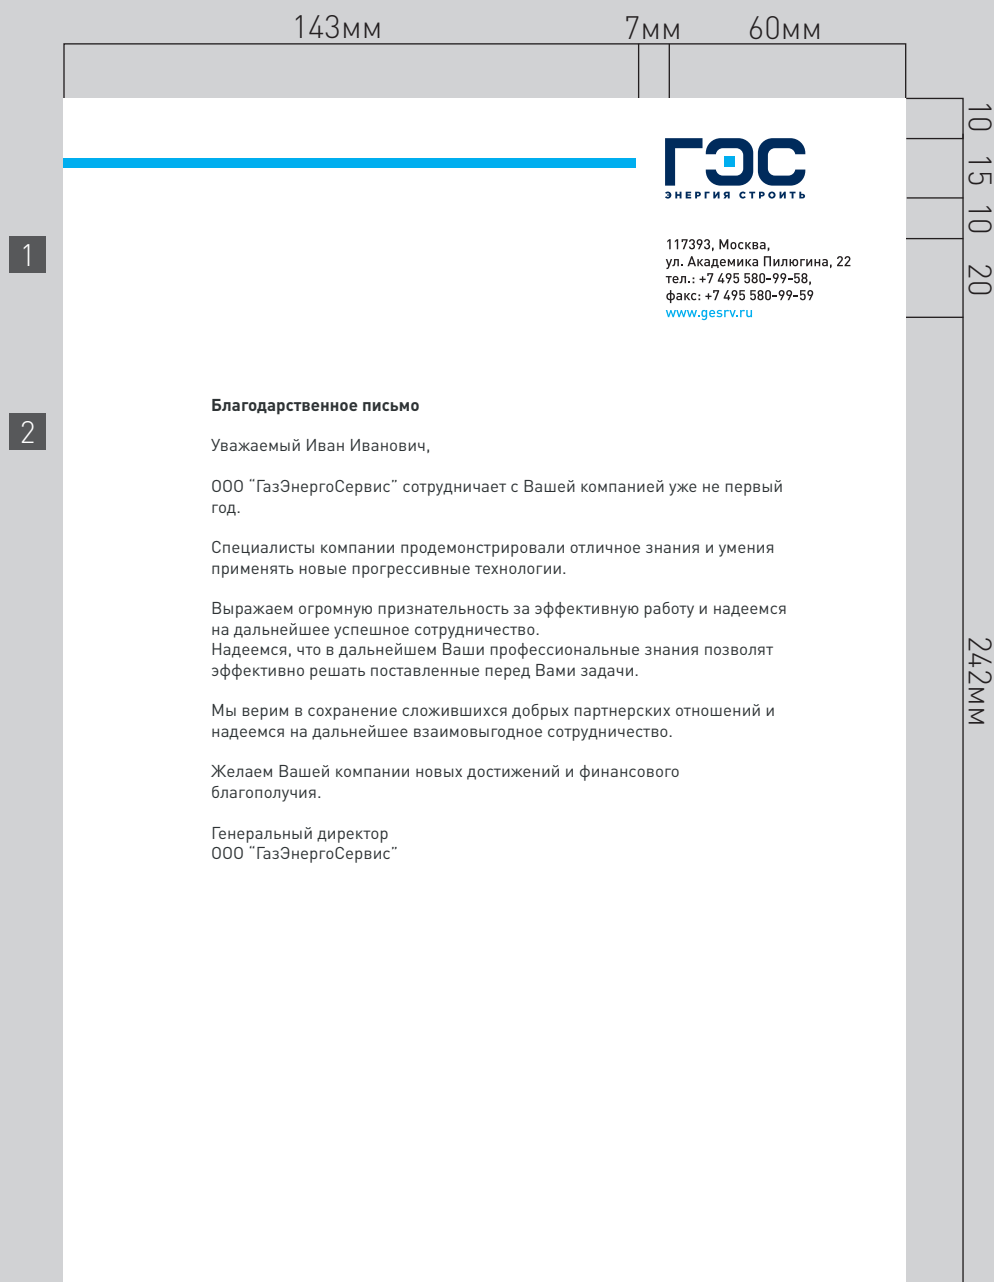 143мм 7мм 60мм
10
15
10
20
242мм
ГЭС
ЭНЕРГИЯ СТРОИТЬ
1
117393, Москва,
ул. Академика Пилюгина, 22
тел.: +7 495 580-99-58,
факс: +7 495 580-99-59
www.gesrv.ru
2
Благодарственное письмо
Уважаемый Иван Иванович,
ООО “ГазЭнергоСервис” сотрудничает с Вашей компанией уже не первый
год.
Специалисты компании продемонстрировали отличное знания и умения
применять новые прогрессивные технологии.
Выражаем огромную признательность за эффективную работу и надеемся
на дальнейшее успешное сотрудничество.
Надеемся, что в дальнейшем Ваши профессиональные знания позволят
эффективно решать поставленные перед Вами задачи.
Мы верим в сохранение сложившихся добрых партнерских отношений и
надеемся на дальнейшее взаимовыгодное сотрудничество.
Желаем Вашей компании новых достижений и финансового
благополучия.
Генеральный директор
ООО “ГазЭнергоСервис”